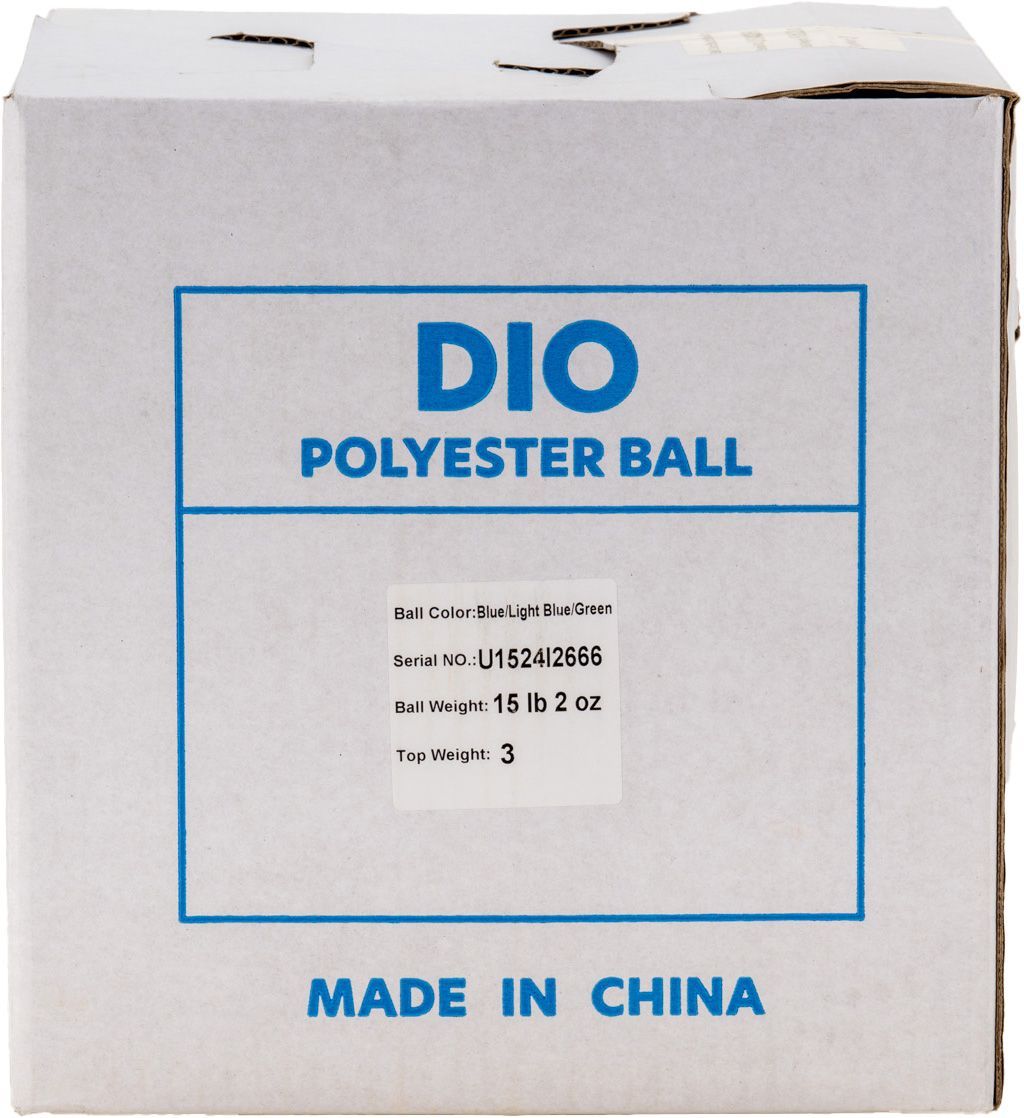 DIO
POLYESTER BALL
Ball Color:Blue/Light Blue/Green
Serial NO.:U1524I2666
Ball Weight: 15 lb 2 oz
Top Weight: 3
MADE IN CHINA